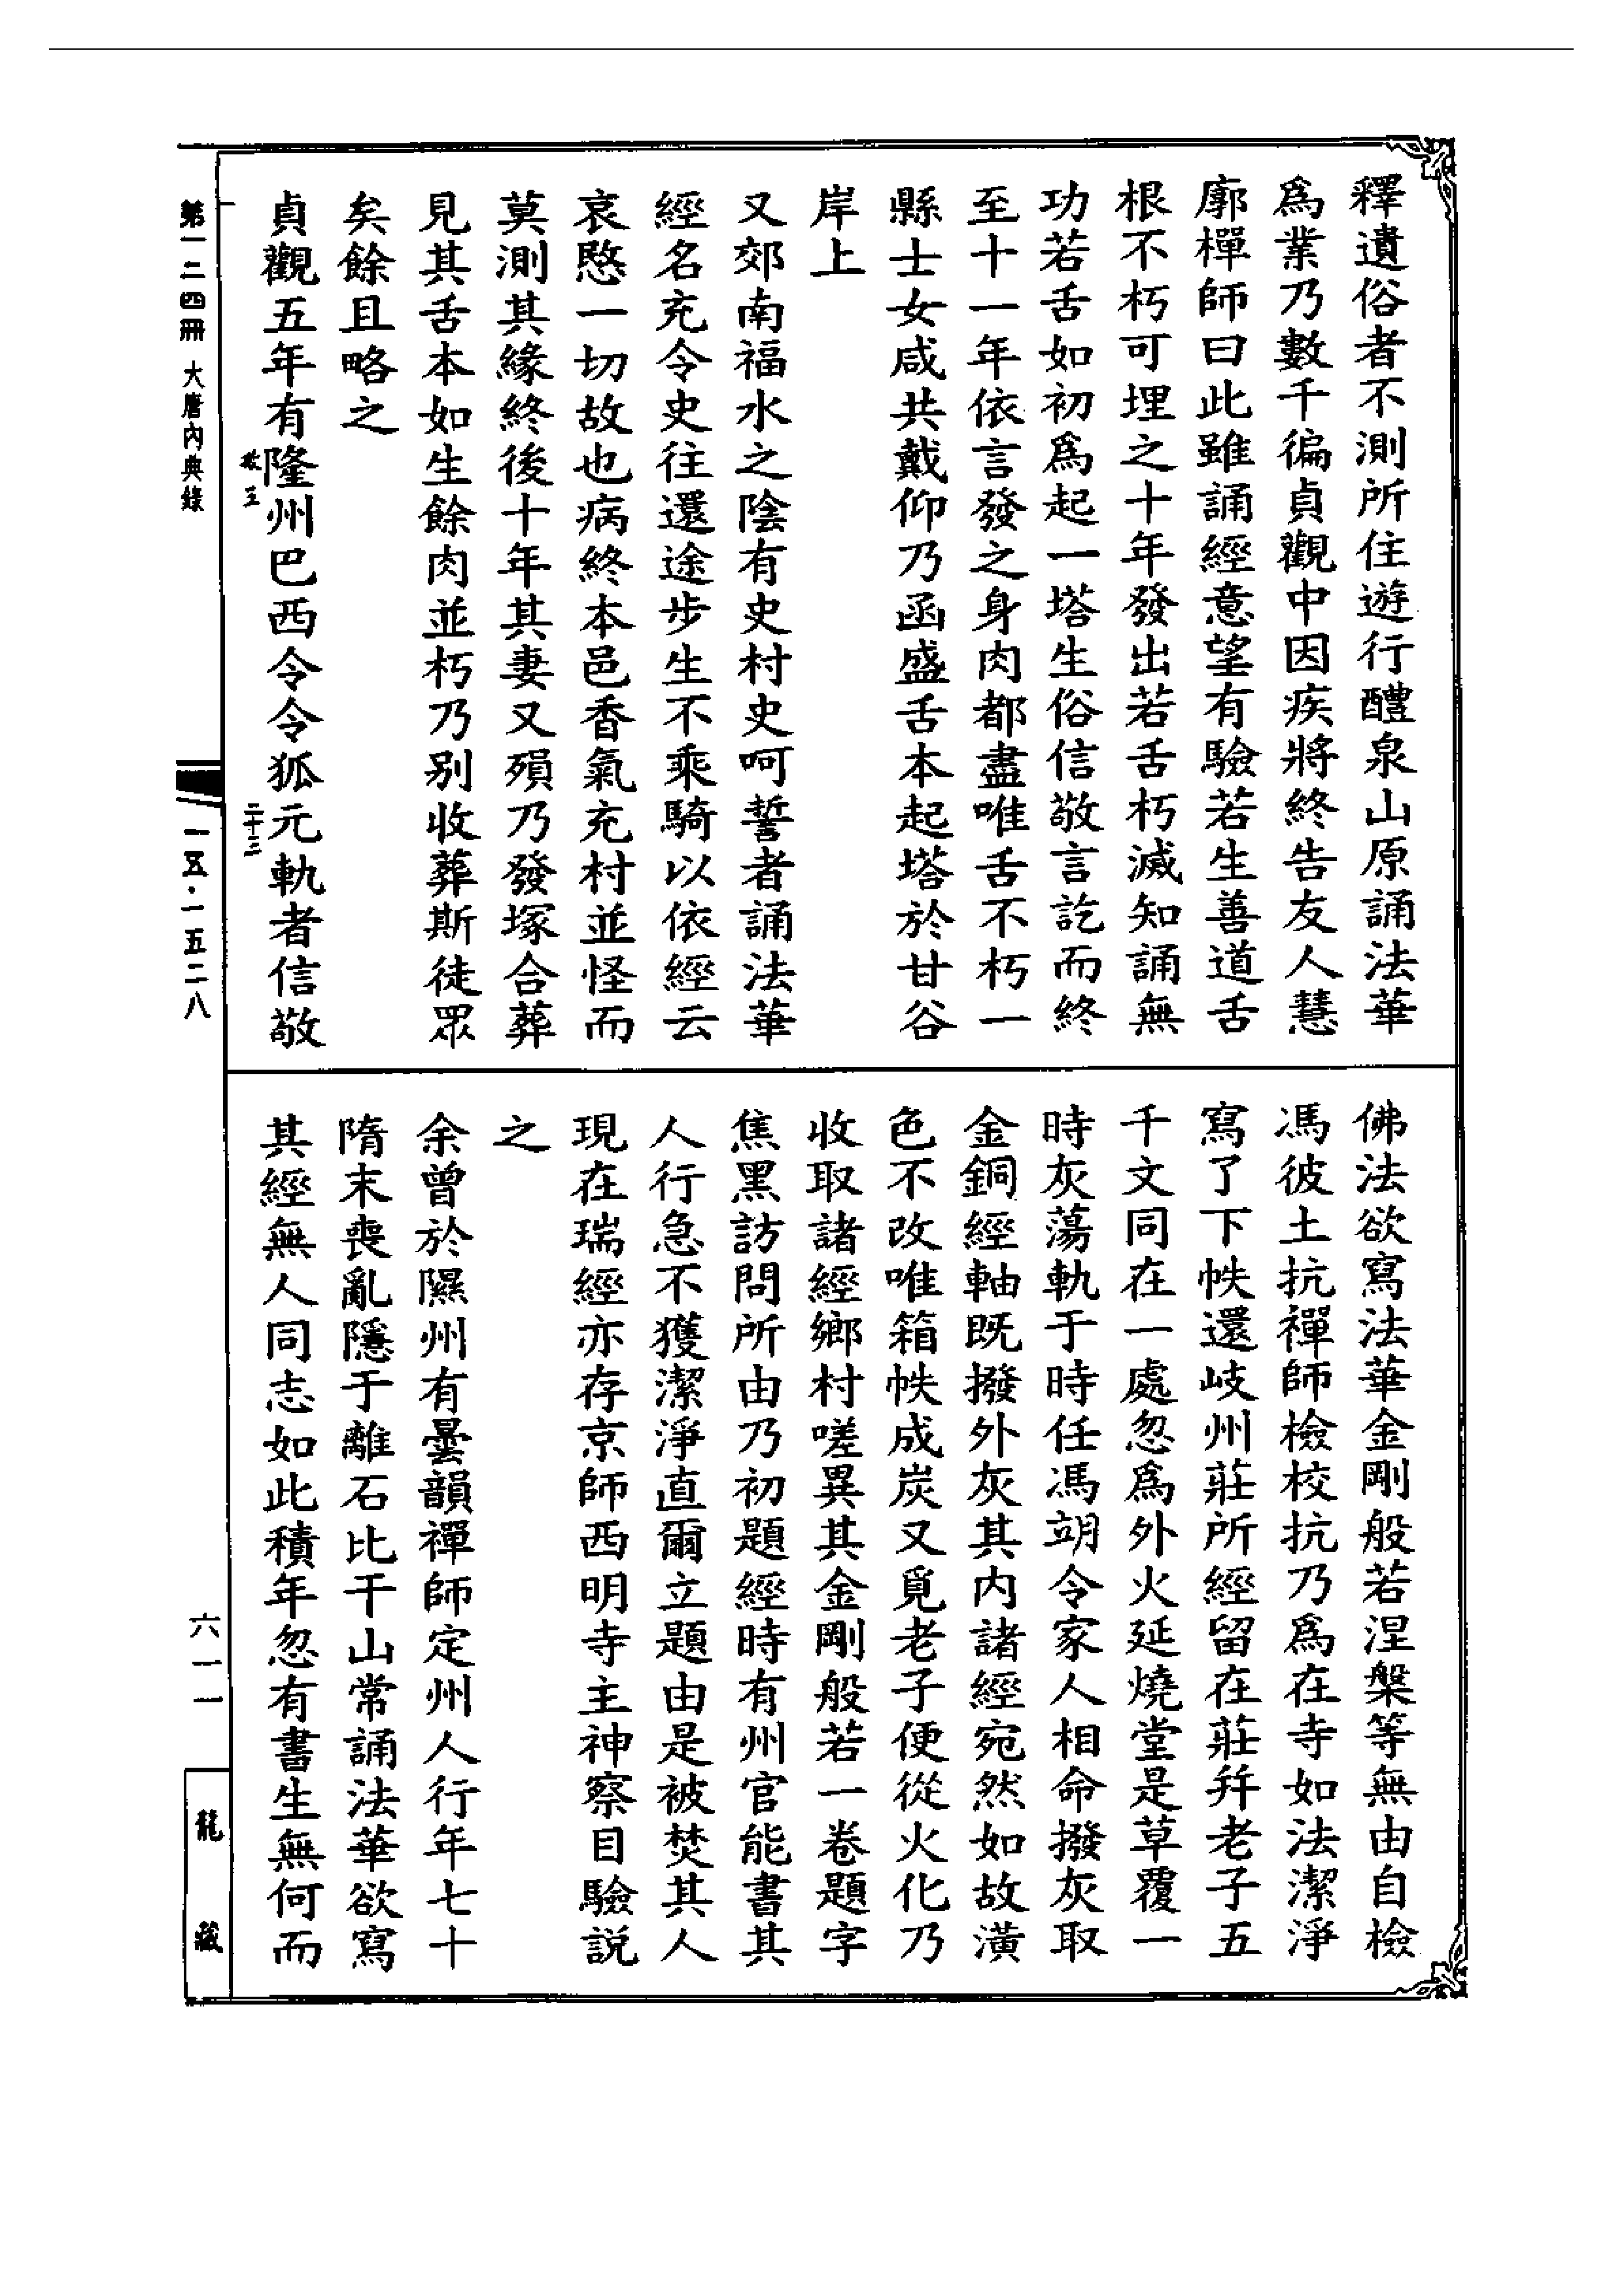 釋遺俗者不測所住遊行醴泉山原誦法華
爲業乃數千徧貞觀中因疾將終告友人慧
廓禪師曰此雖誦經意望有驗若生善道舌
根不朽可埋之十年發出若舌朽滅知誦無
功若舌如初爲起一塔生俗信敬言訖而終
至十一年依言發之身肉都盡唯舌不朽一
縣士女咸共戴仰乃函盛舌本起塔於甘谷
岸上
又郊南福水之陰有史村史呵誓者誦法華
經名充令史往還途步生不乘騎以依經云
哀愍一切故也病終本邑香氣充村並怪而
莫測其緣終後十年其妻又殞乃發塚合葬
見其舌本如生餘肉並朽乃別收葬斯徒眾
矣餘且略之
貞觀五年有隆州巴西令令狐元軌者信敬
二十三
佛法欲寫法華金剛般若涅槃等無由自檢
馮彼土抗禪師檢校抗乃爲在寺如法潔淨
寫了下帙還岐州莊所經留在莊并老子五
千文同在一處忽爲外火延燒堂是草覆一
時灰蕩軌于時任馮翊令家人相命撥灰取
金銅經軸既撥外灰其內諸經宛然如故潢
色不改唯箱帙成炭又覓老子便從火化乃
收取諸經鄉村嗟異其金剛般若一卷題字
焦黑訪問所由乃初題經時有州官能書其
人行急不獲潔淨直爾立題由是被焚其人
現在瑞經亦存京師西明寺主神察目驗説
之
余曾於隰州有曇韻禪師定州人行年七十
隋末喪亂隱于離石比干山常誦法華欲寫
其經無人同志如此積年忽有書生無何而
第一二四冊 大唐內典錄
一五·一五二八
六一一
龍藏